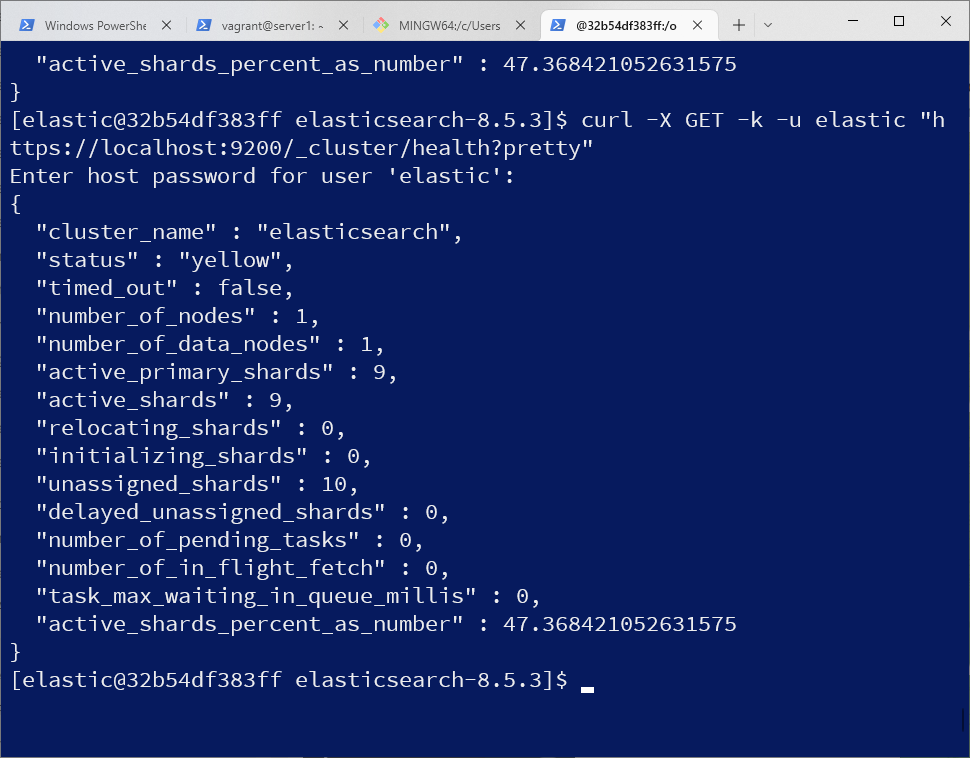 Windows PowerShe
vagrant@server1: ~
MINGW64:/c/Users
@32b54df383ff:/o
  "active_shards_percent_as_number" : 47.368421052631575
}
[elastic@32b54df383ff elasticsearch-8.5.3]$ curl -X GET -k -u elastic "h
ttps://localhost:9200/_cluster/health?pretty"
Enter host password for user 'elastic':
{
  "cluster_name" : "elasticsearch",
  "status" : "yellow",
  "timed_out" : false,
  "number_of_nodes" : 1,
  "number_of_data_nodes" : 1,
  "active_primary_shards" : 9,
  "active_shards" : 9,
  "relocating_shards" : 0,
  "initializing_shards" : 0,
  "unassigned_shards" : 10,
  "delayed_unassigned_shards" : 0,
  "number_of_pending_tasks" : 0,
  "number_of_in_flight_fetch" : 0,
  "task_max_waiting_in_queue_millis" : 0,
  "active_shards_percent_as_number" : 47.368421052631575
}
[elastic@32b54df383ff elasticsearch-8.5.3]$